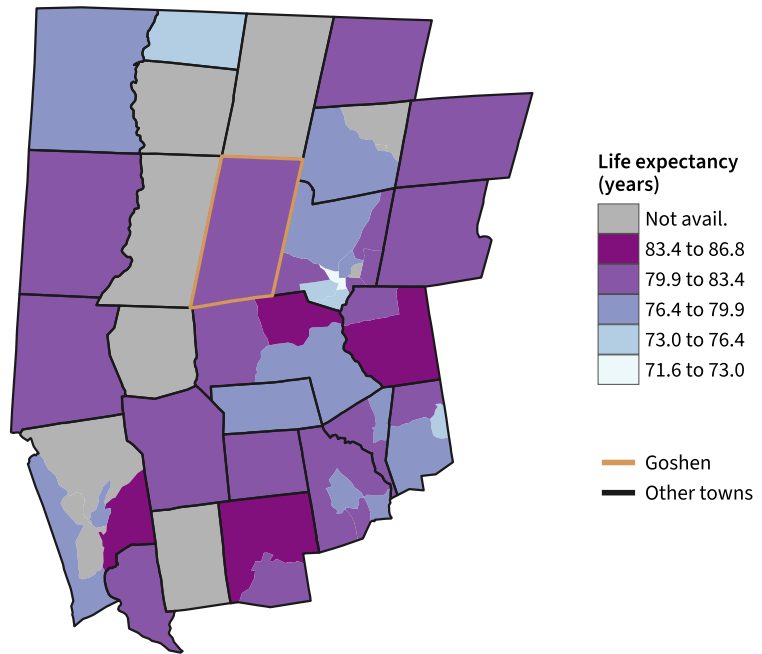 Life expectancy
(years)
Not avail.
83.4 to 86.8
79.9 to 83.4
76.4 to 79.9
73.0 to 76.4
71.6 to 73.0
Goshen
Other towns